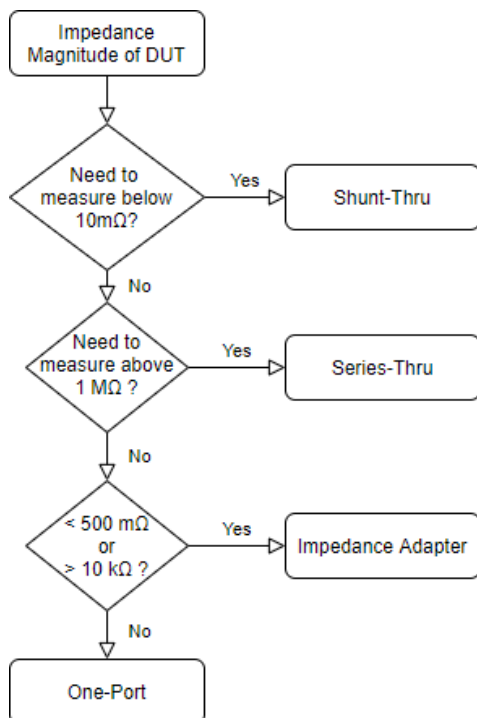 Impedance
Magnitude of DUT
Need to
measure below
10mΩ?
Yes
Shunt-Thru
No
Need to
measure above
1 MΩ ?
Yes
Series-Thru
No
< 500 mΩ
or
> 10 kΩ ?
Yes
Impedance Adapter
No
One-Port